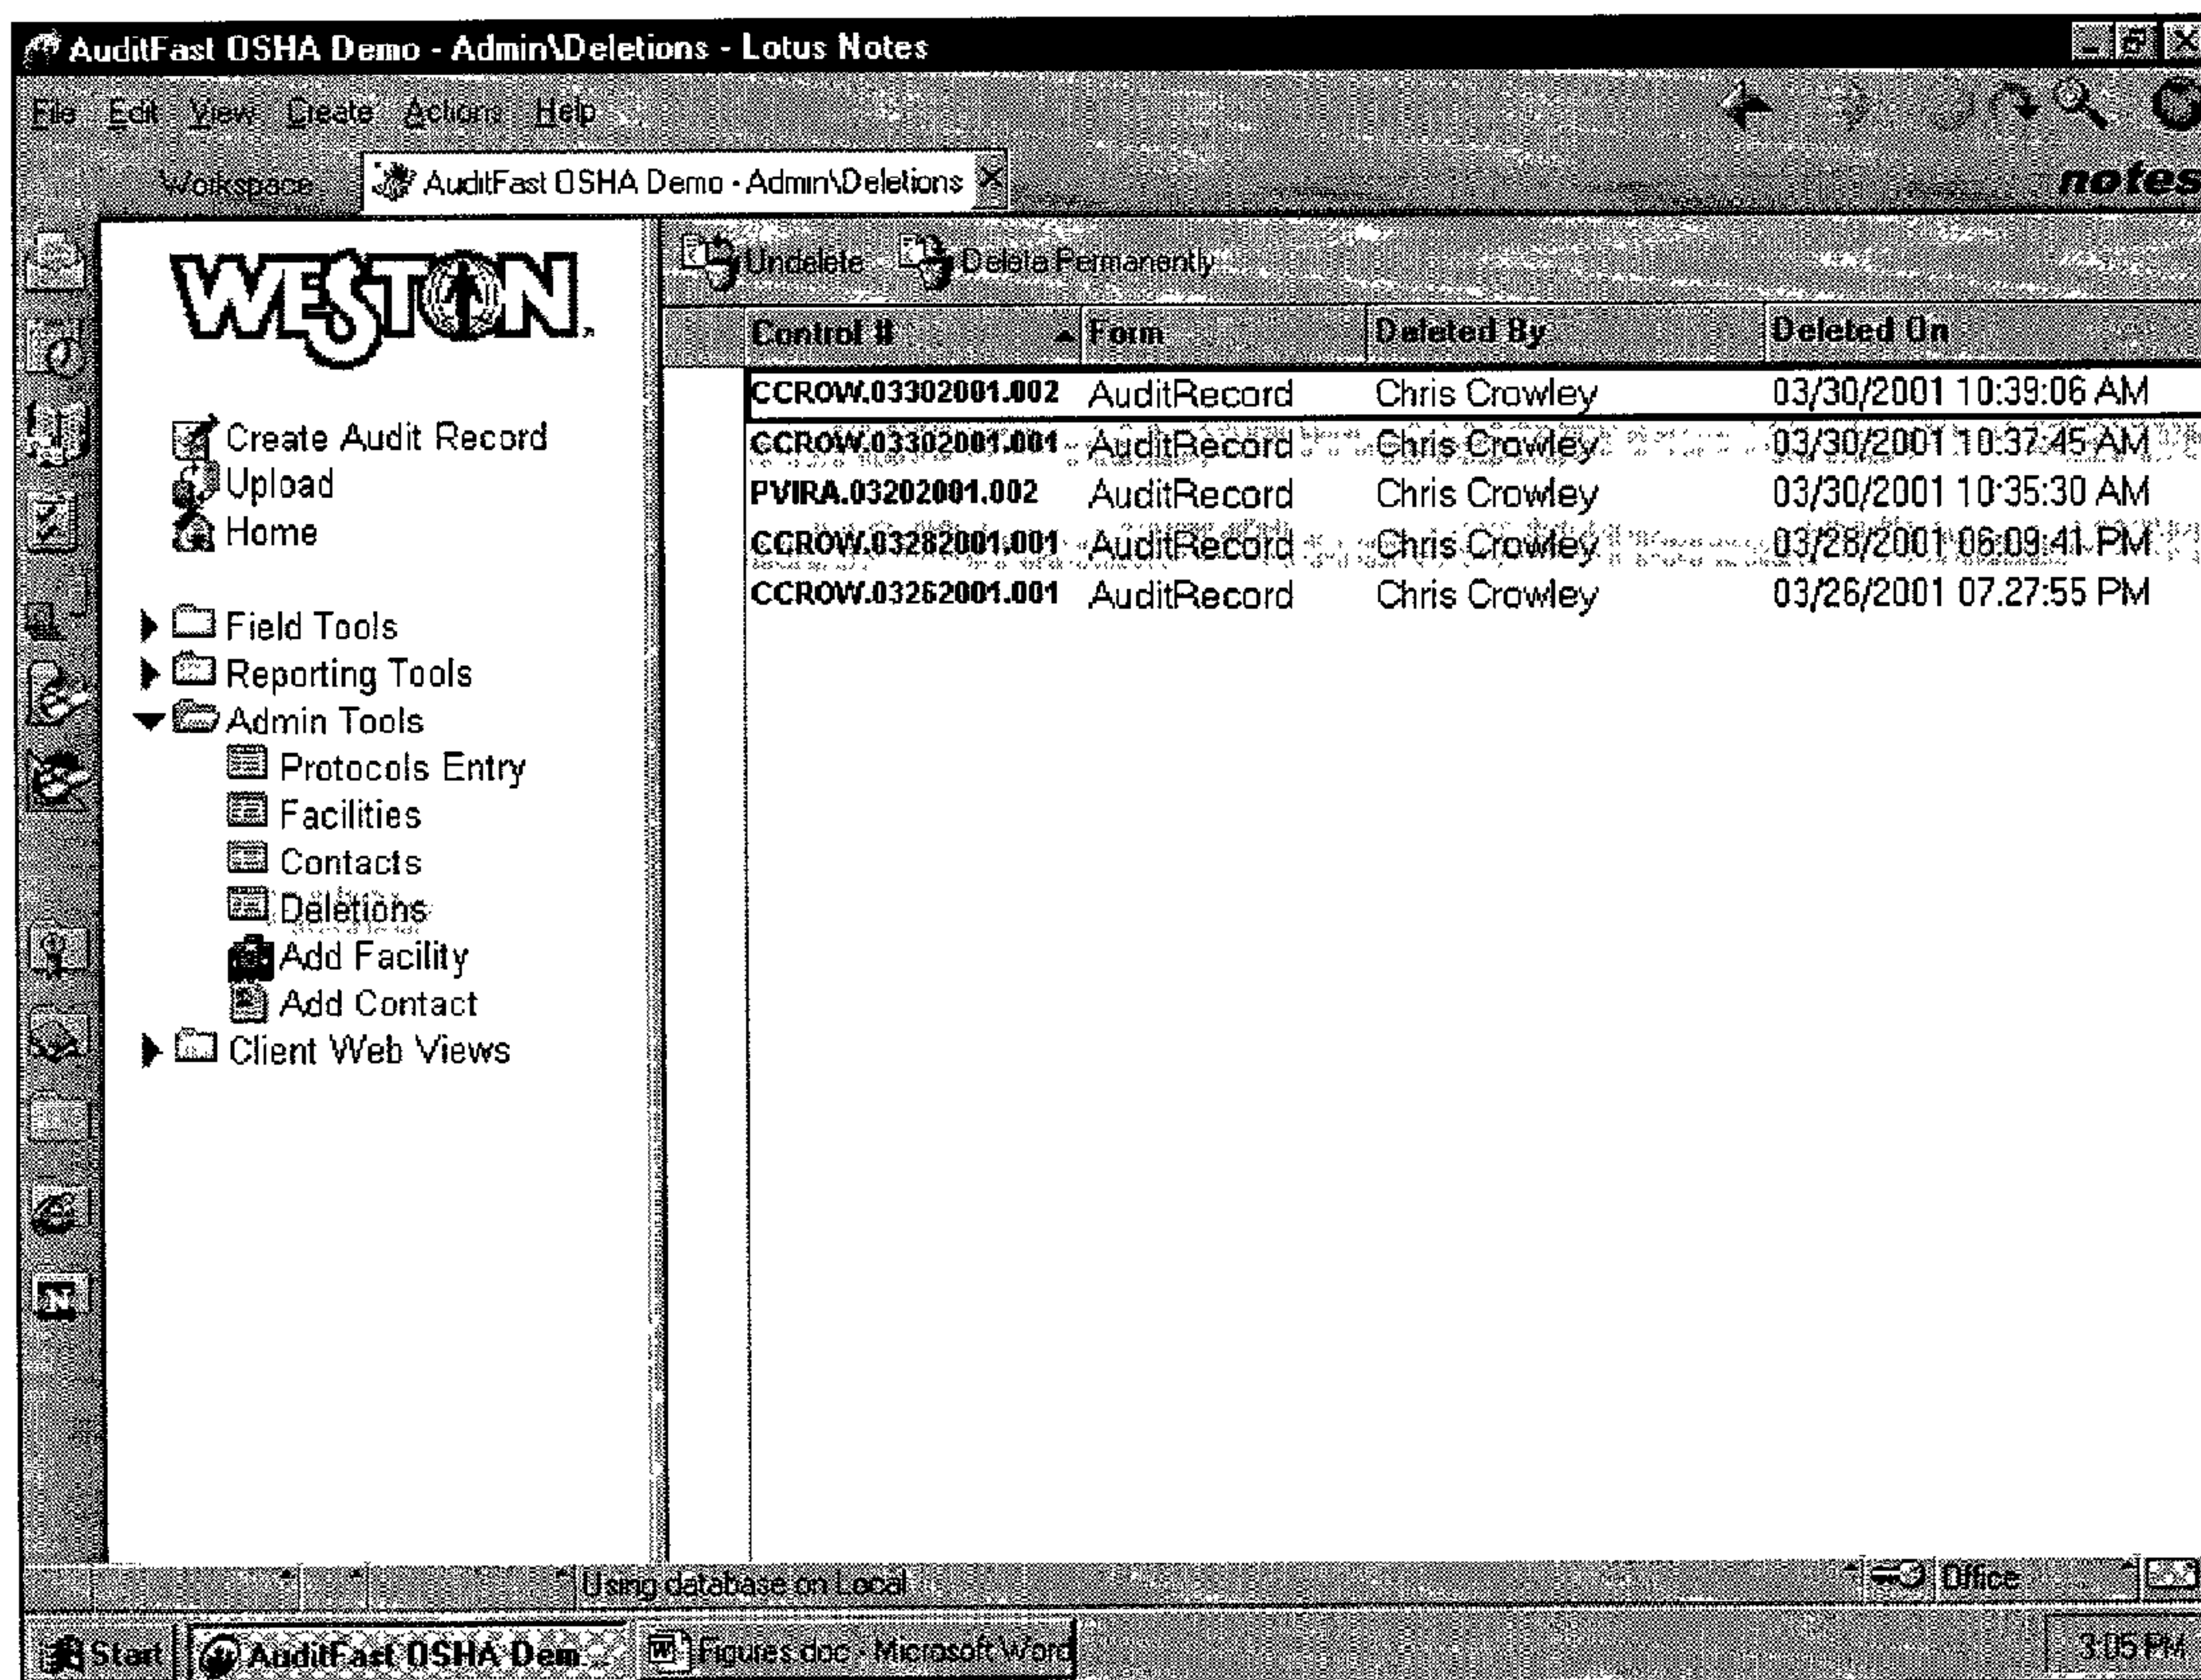 AuditFast OSHA Demo - Admin\Deletions - Lotus Notes
File Edit View Create Actions Help
Workspace AuditFast OSHA Demo - Admin\Deletions
notes
WESTON
Undelete Delete Permanently
Control # Form Deleted By Deleted On
CCROW.03302001.002 AuditRecord Chris Crowley 03/30/2001 10:39:06 AM
CCROW.03302001.001 AuditRecord Chris Crowley 03/30/2001 10:37:45 AM
PVIRA.03202001.002 AuditRecord Chris Crowley 03/30/2001 10:35:30 AM
CCROW.03282001.001 AuditRecord Chris Crowley 03/28/2001 06:09:41 PM
CCROW.03262001.001 AuditRecord Chris Crowley 03/26/2001 07.27:55 PM
Create Audit Record
Upload
Home
Field Tools
Reporting Tools
Admin Tools
Protocols Entry
Facilities
Contacts
Deletions
Add Facility
Add Contact
Client Web Views
Using database on Local Office
Start AuditFast OSHA Dem... Figures.doc - Microsoft Word 3:05 PM